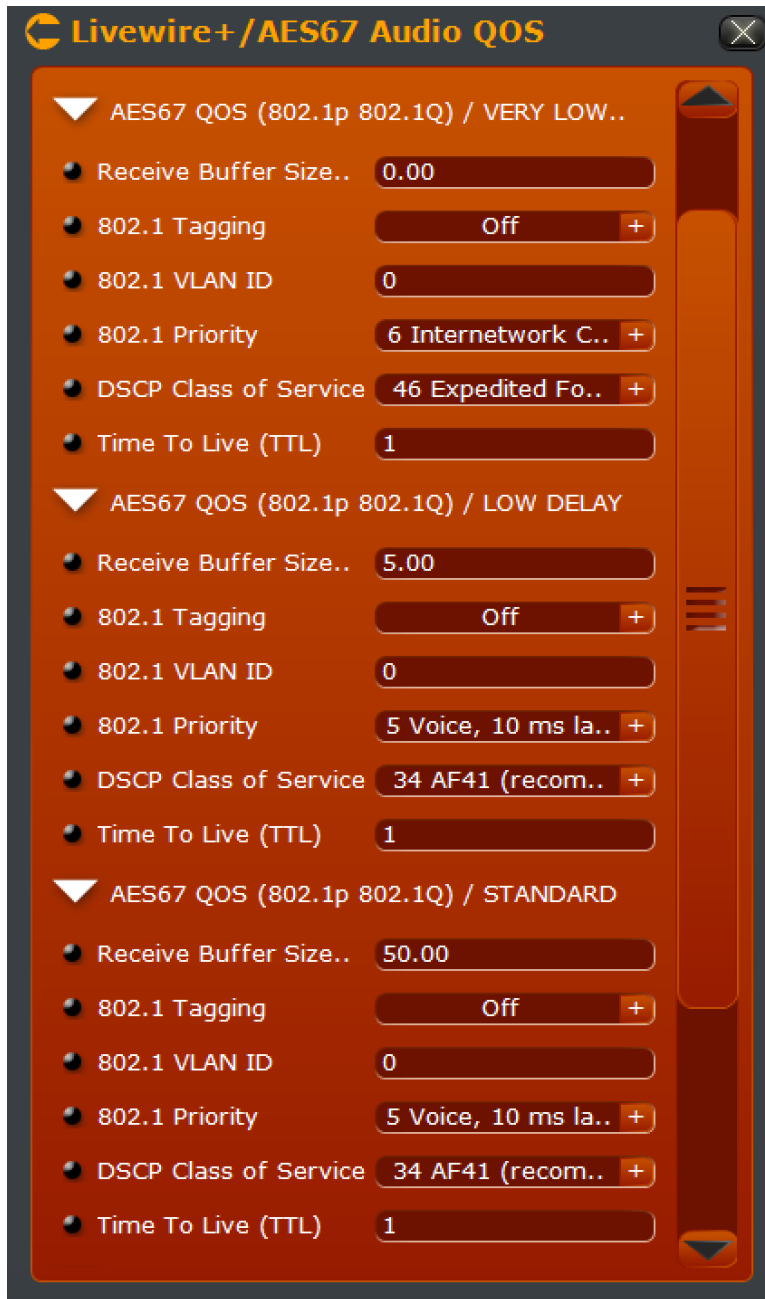 Livewire+/AES67 Audio QOS
AES67 QOS (802.1p 802.1Q) / VERY LOW..
Receive Buffer Size.. 0.00
802.1 Tagging Off +
802.1 VLAN ID 0
802.1 Priority 6 Internetwork C.. +
DSCP Class of Service 46 Expedited Fo.. +
Time To Live (TTL) 1
AES67 QOS (802.1p 802.1Q) / LOW DELAY
Receive Buffer Size.. 5.00
802.1 Tagging Off +
802.1 VLAN ID 0
802.1 Priority 5 Voice, 10 ms la.. +
DSCP Class of Service 34 AF41 (recom.. +
Time To Live (TTL) 1
AES67 QOS (802.1p 802.1Q) / STANDARD
Receive Buffer Size.. 50.00
802.1 Tagging Off +
802.1 VLAN ID 0
802.1 Priority 5 Voice, 10 ms la.. +
DSCP Class of Service 34 AF41 (recom.. +
Time To Live (TTL) 1